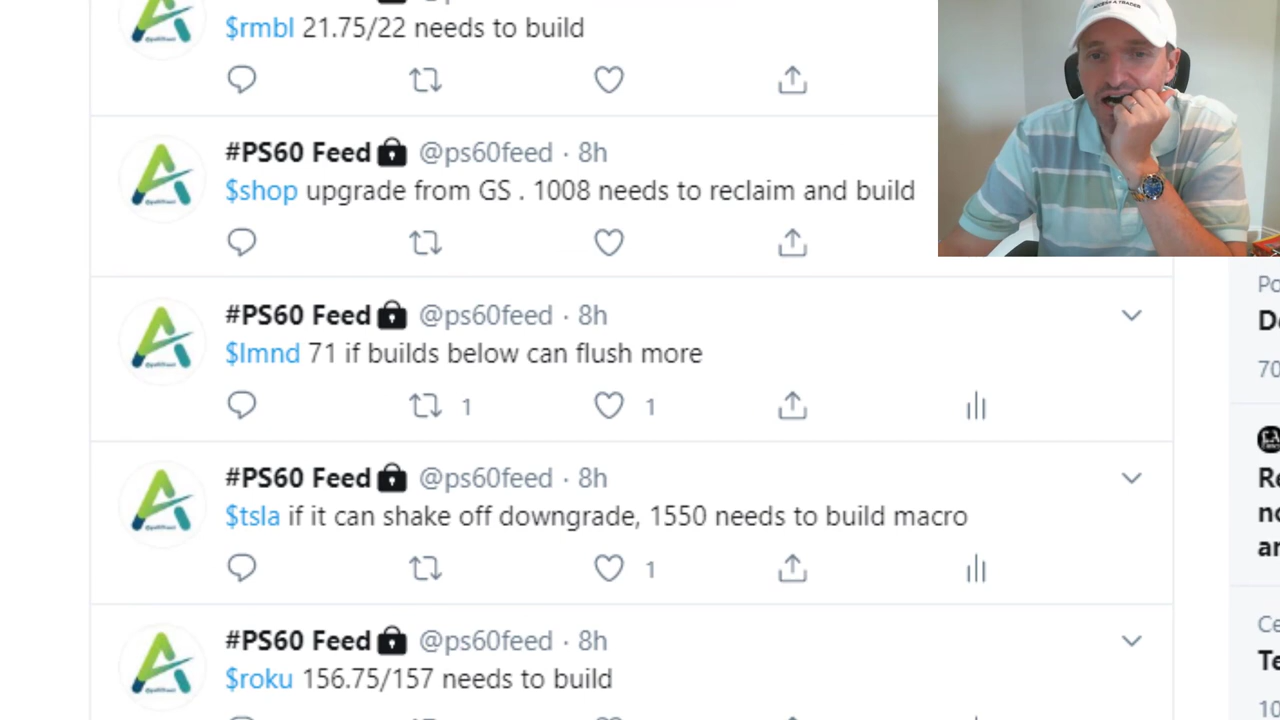 $rmbl 21.75/22 needs to build
#PS60 Feed @ps60feed · 8h
$shop upgrade from GS . 1008 needs to reclaim and build
#PS60 Feed @ps60feed · 8h
$lmnd 71 if builds below can flush more
1 1
#PS60 Feed @ps60feed · 8h
$tsla if it can shake off downgrade, 1550 needs to build macro
1
#PS60 Feed @ps60feed · 8h
$roku 156.75/157 needs to build
70